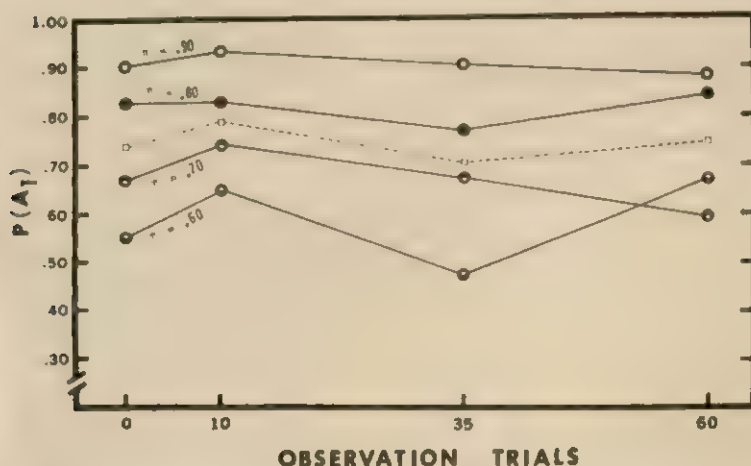 1.00
.90
.80
.70
.60
.50
.40
.30
π = .90
π = .80
π = .70
π = .60
P(A₁)
0 10 35 60
OBSERVATION TRIALS